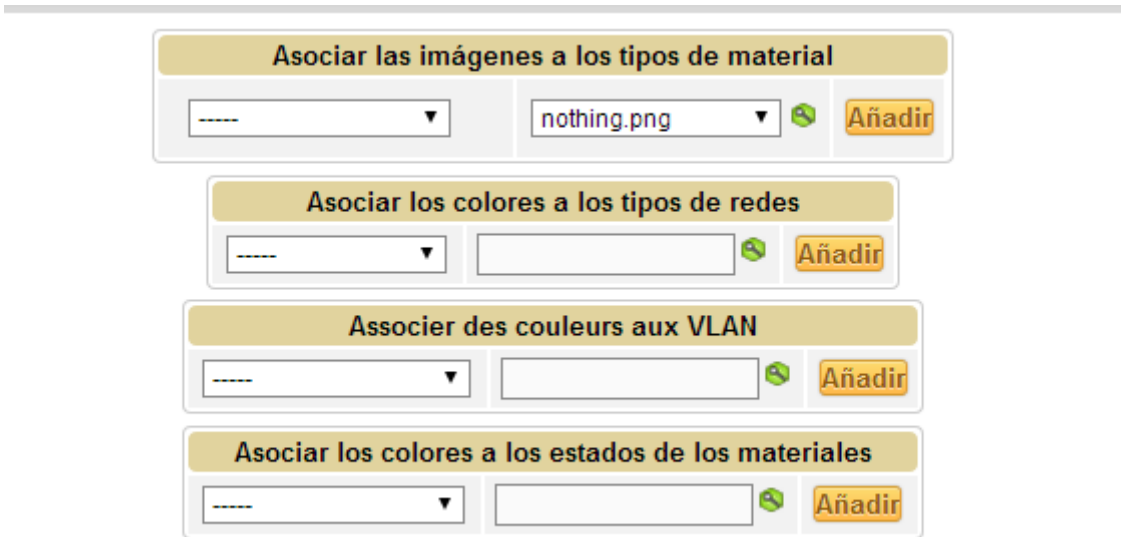 Asociar las imágenes a los tipos de material
----- nothing.png Añadir
Asociar los colores a los tipos de redes
----- Añadir
Associer des couleurs aux VLAN
----- Añadir
Asociar los colores a los estados de los materiales
----- Añadir